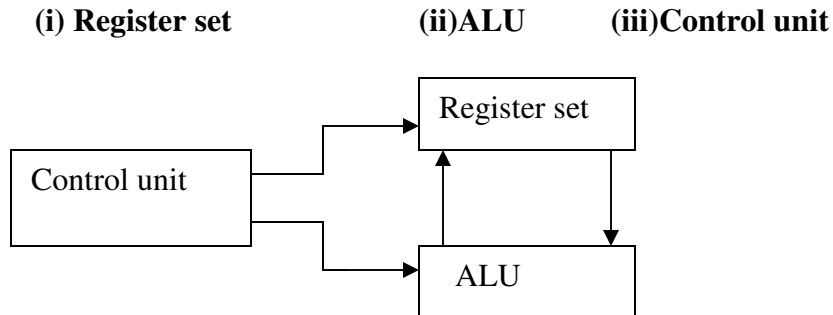 (i) Register set (ii)ALU (iii)Control unit
Register set
Control unit
ALU